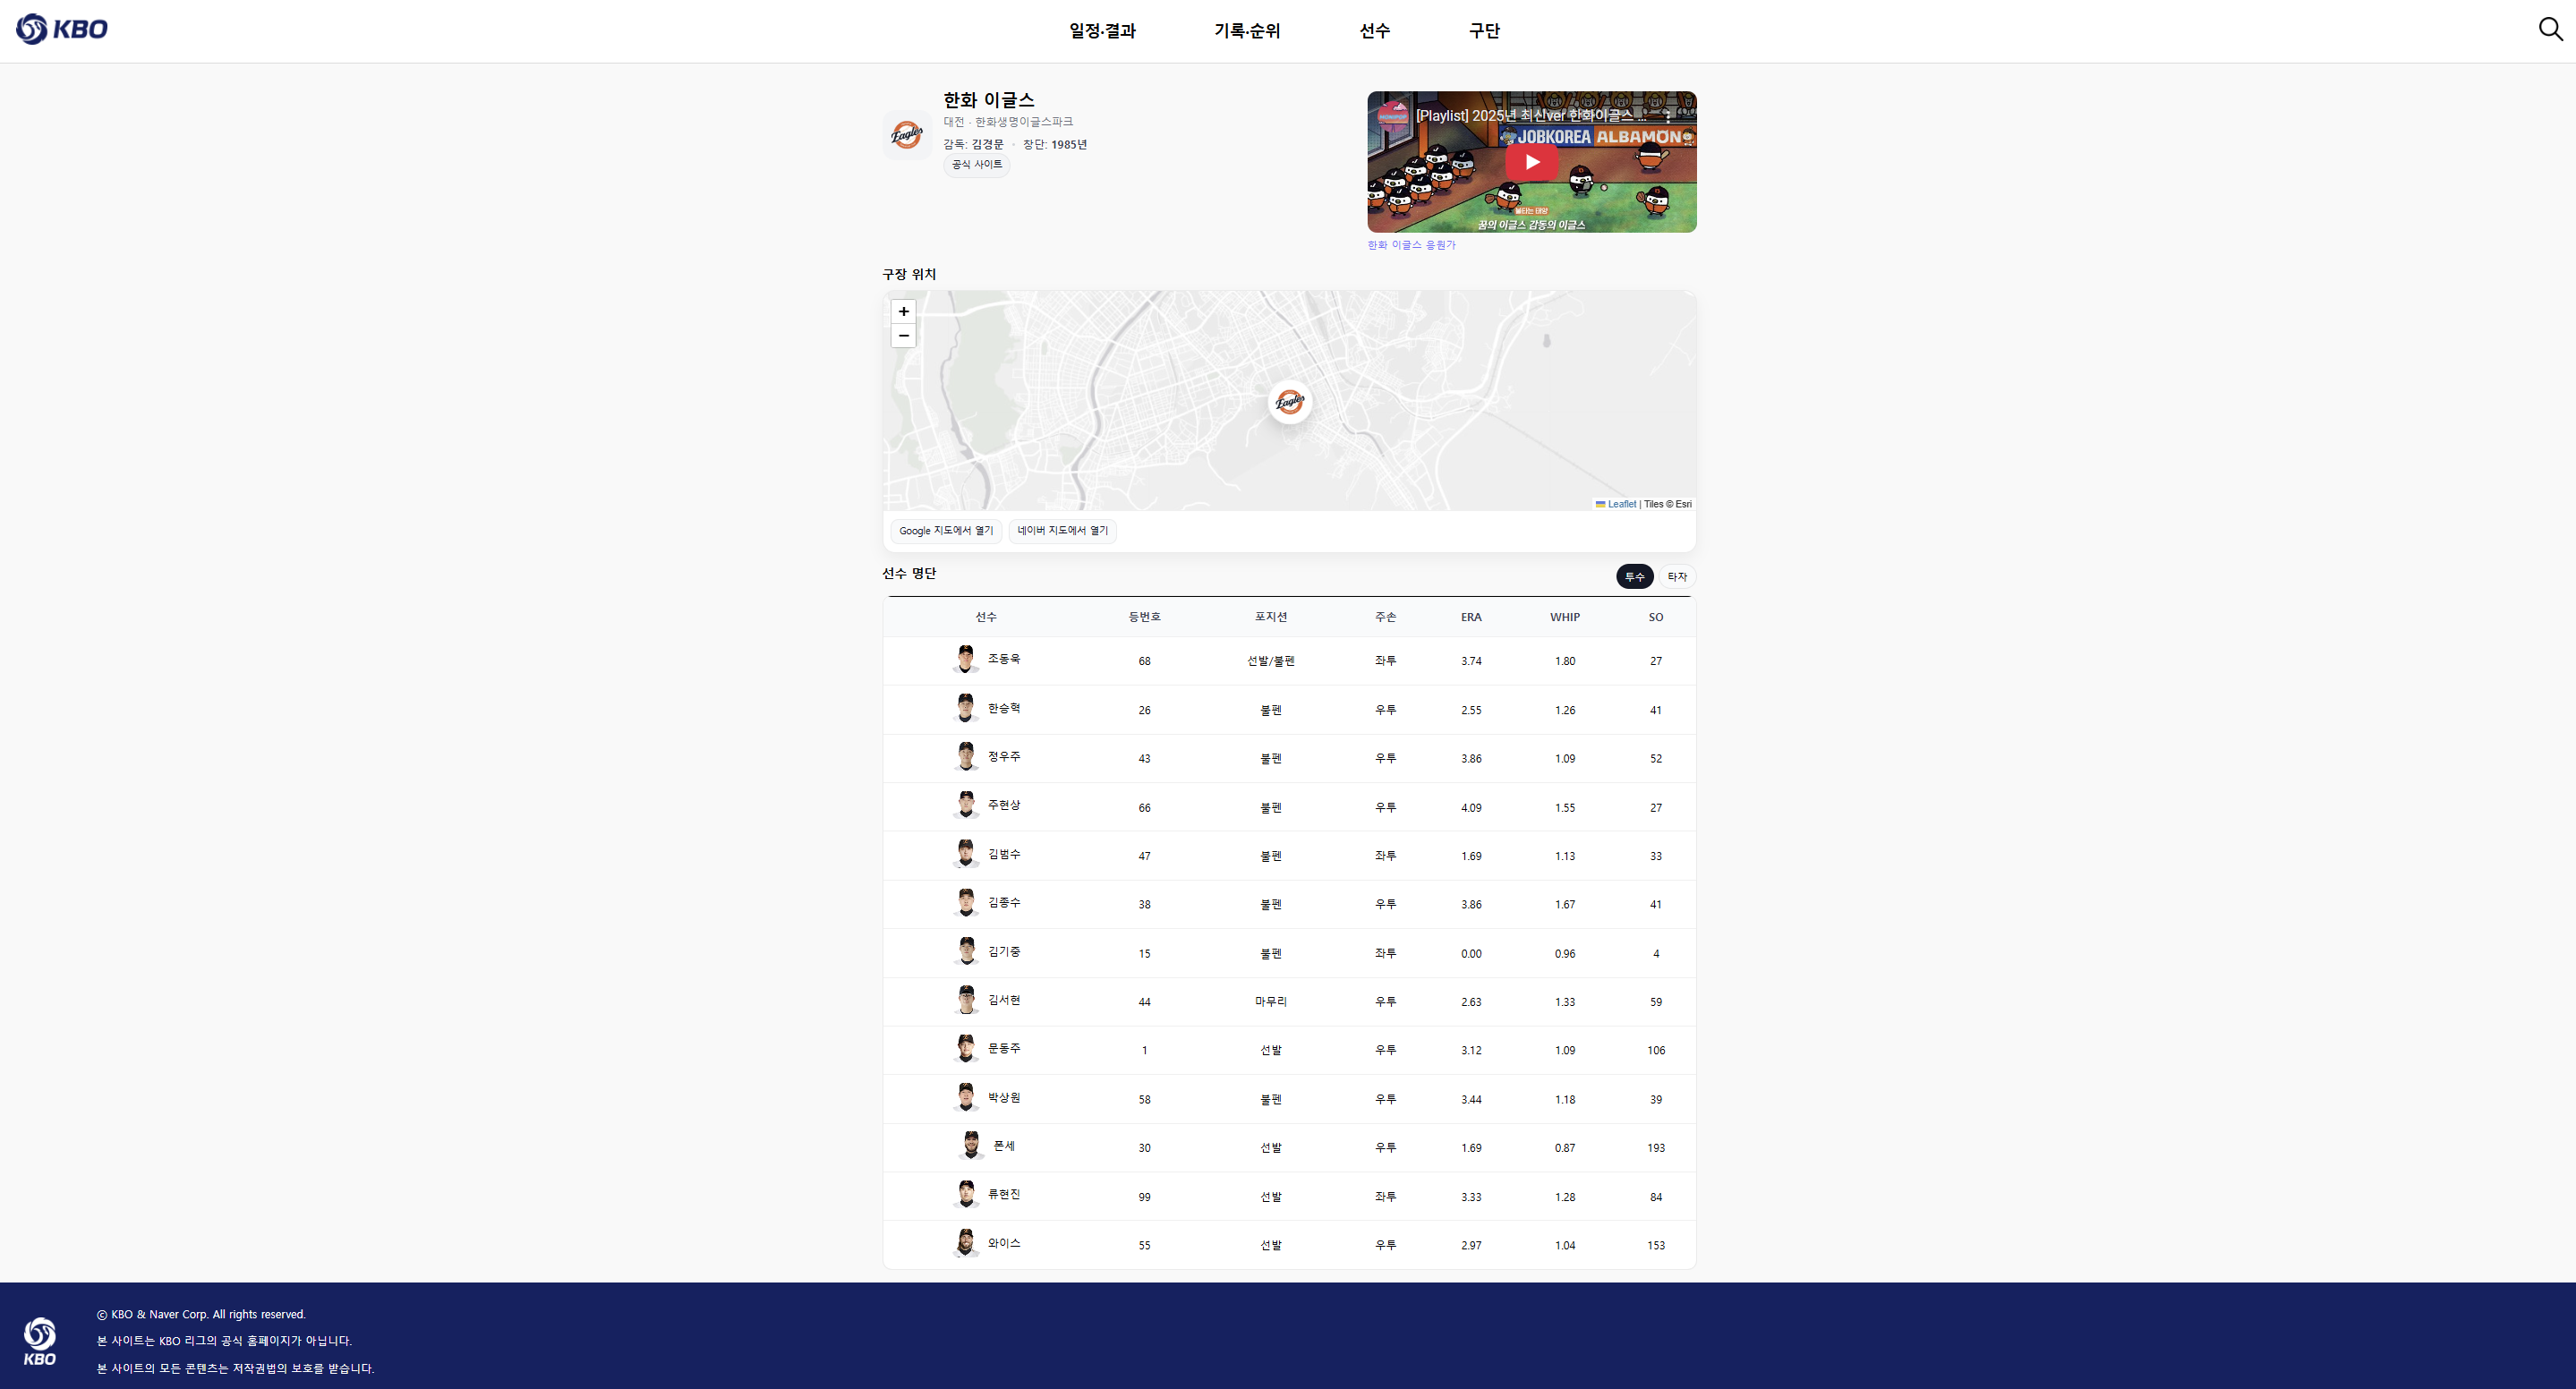 KBO
일정·결과 기록·순위 선수 구단
한화 이글스
대전 · 한화생명이글스파크
감독: 김경문 · 창단: 1985년
공식 사이트
Eagles
[Playlist] 2025년 최신ver 한화이글스 ...
JOBKOREA ALBAMON
불타는 태양
꿈의 이글스 감동의 이글스
한화 이글스 응원가
구장 위치
+
−
Eagles
Leaflet | Tiles © Esri
Google 지도에서 열기 네이버 지도에서 열기
선수 명단 투수 타자
선수 등번호 포지션 주손 ERA WHIP SO
조동욱 68 선발/불펜 좌투 3.74 1.80 27
한승혁 26 불펜 우투 2.55 1.26 41
정우주 43 불펜 우투 3.86 1.09 52
주현상 66 불펜 우투 4.09 1.55 27
김범수 47 불펜 좌투 1.69 1.13 33
김종수 38 불펜 우투 3.86 1.67 41
김기중 15 불펜 좌투 0.00 0.96 4
김서현 44 마무리 우투 2.63 1.33 59
문동주 1 선발 우투 3.12 1.09 106
박상원 58 불펜 우투 3.44 1.18 39
폰세 30 선발 우투 1.69 0.87 193
류현진 99 선발 좌투 3.33 1.28 84
와이스 55 선발 우투 2.97 1.04 153
KBO
© KBO & Naver Corp. All rights reserved.
본 사이트는 KBO 리그의 공식 홈페이지가 아닙니다.
본 사이트의 모든 콘텐츠는 저작권법의 보호를 받습니다.